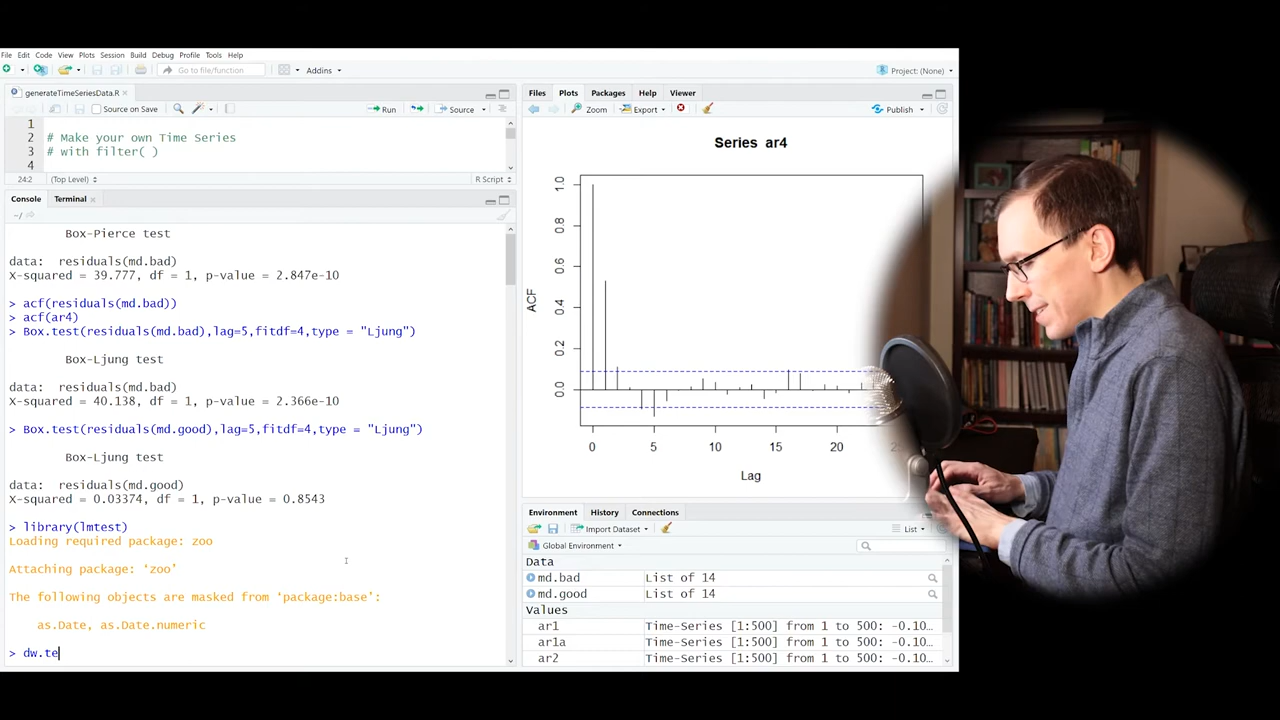 File Edit Code View Plots Session Build Debug Profile Tools Help
Go to file/function
Addins
Project: (None)
generateTimeSeriesData.R
Source on Save
Run
Source
1
2 # Make your own Time Series
3 # with filter( )
4
24:2 (Top Level)
R Script
Console Terminal
~/
Box-Pierce test
data: residuals(md.bad)
X-squared = 39.777, df = 1, p-value = 2.847e-10
> acf(residuals(md.bad))
> acf(ar4)
> Box.test(residuals(md.bad),lag=5,fitdf=4,type = "Ljung")
Box-Ljung test
data: residuals(md.bad)
X-squared = 40.138, df = 1, p-value = 2.366e-10
> Box.test(residuals(md.good),lag=5,fitdf=4,type = "Ljung")
Box-Ljung test
data: residuals(md.good)
X-squared = 0.03374, df = 1, p-value = 0.8543
> library(lmtest)
Loading required package: zoo
Attaching package: ‘zoo’
The following objects are masked from ‘package:base’:
as.Date, as.Date.numeric
> dw.te
Files Plots Packages Help Viewer
Zoom Export Publish
Series ar4
ACF
1.0
0.8
0.6
0.4
0.2
0.0
0 5 10 15 20
Lag
Environment History Connections
Import Dataset
List
Global Environment
Data
md.bad List of 14
md.good List of 14
Values
ar1 Time-Series [1:500] from 1 to 500: -0.10…
ar1a Time-Series [1:500] from 1 to 500: -0.10…
ar2 Time-Series [1:500] from 1 to 500: -0.10…